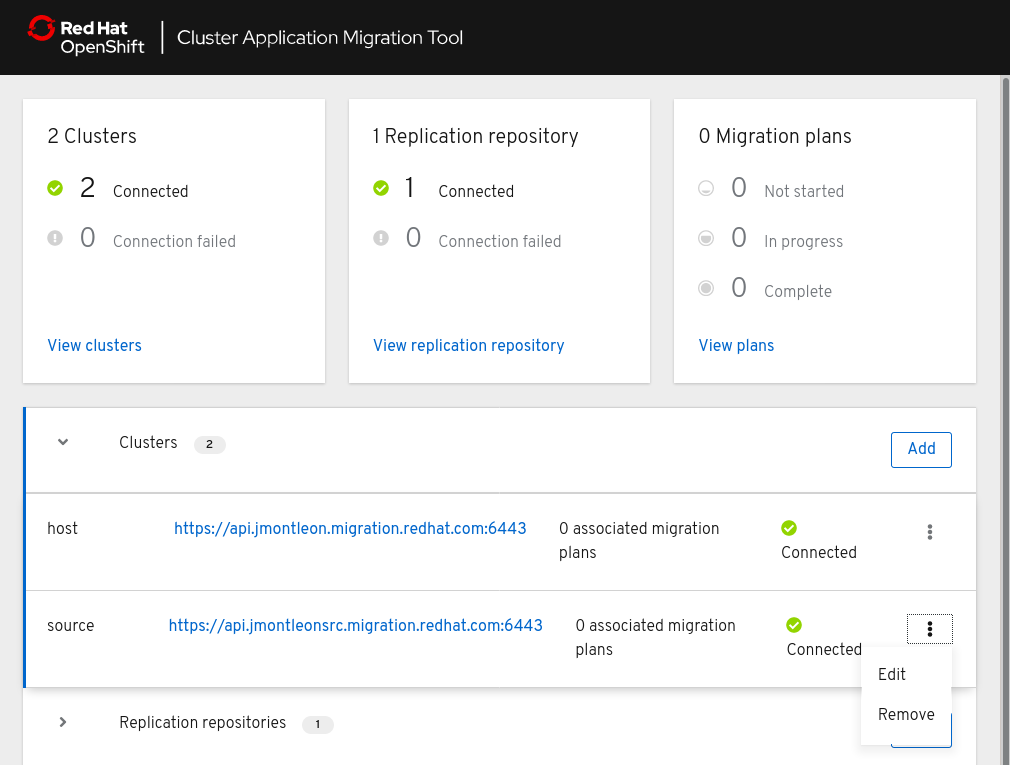 Red Hat
OpenShift
Cluster Application Migration Tool
2 Clusters
2 Connected
0 Connection failed
View clusters
1 Replication repository
1 Connected
0 Connection failed
View replication repository
0 Migration plans
0 Not started
0 In progress
0 Complete
View plans
Clusters 2
Add
host https://api.jmontleon.migration.redhat.com:6443 0 associated migration
plans
Connected
source https://api.jmontleonsrc.migration.redhat.com:6443 0 associated migration
plans
Connected
Edit
Remove
Replication repositories 1